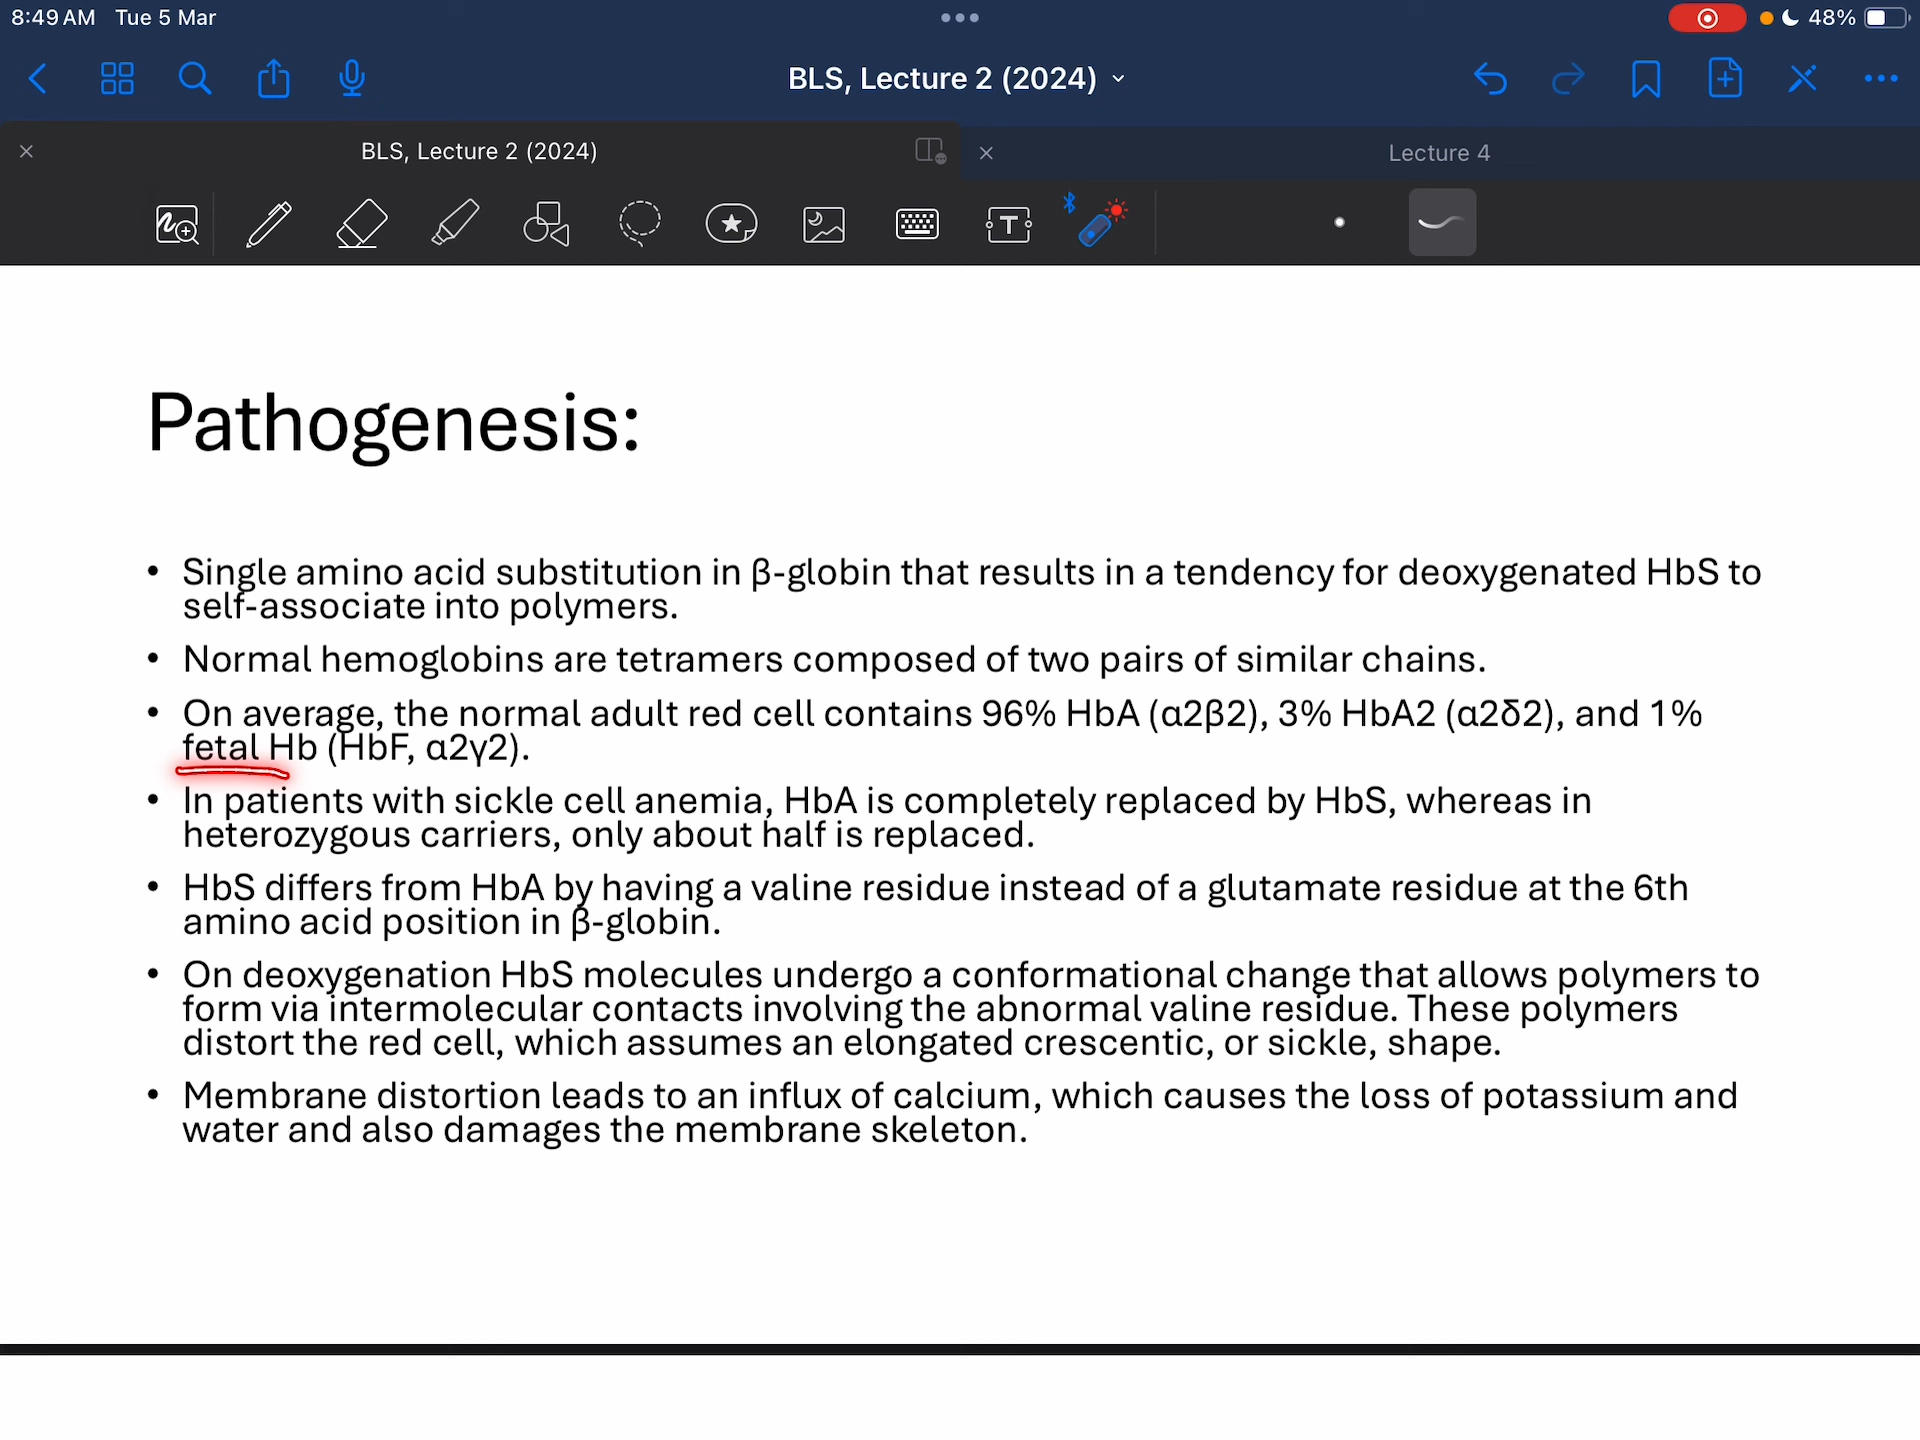 8:49 AM Tue 5 Mar
48%
BLS, Lecture 2 (2024)
BLS, Lecture 2 (2024)
Lecture 4
T
Pathogenesis:
• Single amino acid substitution in β-globin that results in a tendency for deoxygenated HbS to
self-associate into polymers.
• Normal hemoglobins are tetramers composed of two pairs of similar chains.
• On average, the normal adult red cell contains 96% HbA (α2β2), 3% HbA2 (α2δ2), and 1%
fetal Hb (HbF, α2γ2).
• In patients with sickle cell anemia, HbA is completely replaced by HbS, whereas in
heterozygous carriers, only about half is replaced.
• HbS differs from HbA by having a valine residue instead of a glutamate residue at the 6th
amino acid position in β-globin.
• On deoxygenation HbS molecules undergo a conformational change that allows polymers to
form via intermolecular contacts involving the abnormal valine residue. These polymers
distort the red cell, which assumes an elongated crescentic, or sickle, shape.
• Membrane distortion leads to an influx of calcium, which causes the loss of potassium and
water and also damages the membrane skeleton.